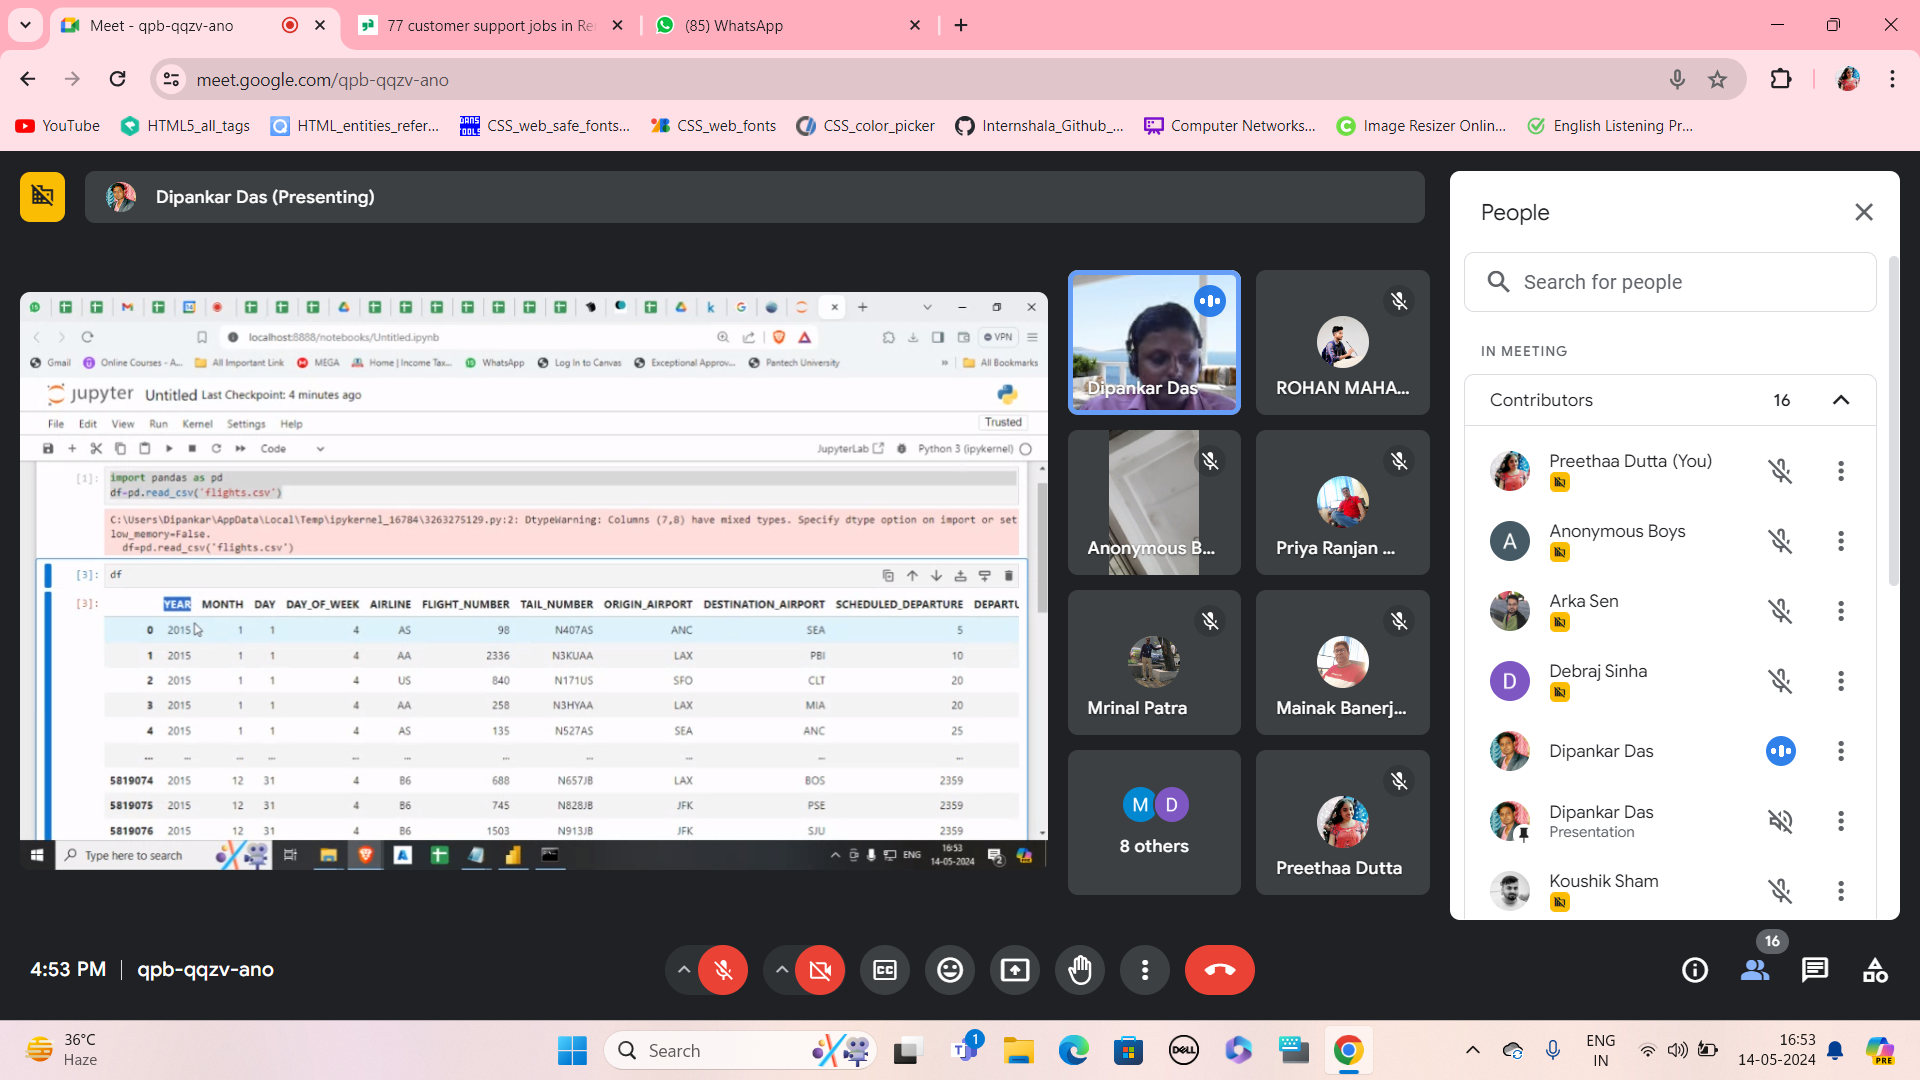 Meet - qpb-qqzv-ano
77 customer support jobs in Re
(85) WhatsApp
meet.google.com/qpb-qqzv-ano
YouTube HTML5_all_tags HTML_entities_refer... CSS_web_safe_fonts... CSS_web_fonts CSS_color_picker Internshala_Github_... Computer Networks... Image Resizer Onlin... English Listening Pr...
Dipankar Das (Presenting)
localhost:8888/notebooks/Untitled.ipynb
VPN
Gmail Online Courses - A... All Important Link MEGA Home | Income Tax... WhatsApp Log In to Canvas Exceptional Approv... Pantech University » All Bookmarks
jupyter Untitled Last Checkpoint: 4 minutes ago
File Edit View Run Kernel Settings Help Trusted
Code JupyterLab Python 3 (ipykernel)
[1]: import pandas as pd
df=pd.read_csv('flights.csv')
C:\Users\Dipankar\AppData\Local\Temp\ipykernel_16784\3263275129.py:2: DtypeWarning: Columns (7,8) have mixed types. Specify dtype option on import or set
low_memory=False.
df=pd.read_csv('flights.csv')
[3]: df
[3]: YEAR MONTH DAY DAY_OF_WEEK AIRLINE FLIGHT_NUMBER TAIL_NUMBER ORIGIN_AIRPORT DESTINATION_AIRPORT SCHEDULED_DEPARTURE DEPARTU
0 2015 1 1 4 AS 98 N407AS ANC SEA 5
1 2015 1 1 4 AA 2336 N3KUAA LAX PBI 10
2 2015 1 1 4 US 840 N171US SFO CLT 20
3 2015 1 1 4 AA 258 N3HYAA LAX MIA 20
4 2015 1 1 4 AS 135 N527AS SEA ANC 25
... ... ... ... ... ... ... ... ... ... ...
5819074 2015 12 31 4 B6 688 N657JB LAX BOS 2359
5819075 2015 12 31 4 B6 745 N828JB JFK PSE 2359
5819076 2015 12 31 4 B6 1503 N913JB JFK SJU 2359
Type here to search
ENG
16:53
14-05-2024
2
Dipankar Das
ROHAN MAHA...
Anonymous B...
Priya Ranjan ...
Mrinal Patra
Mainak Banerj...
M D
8 others
Preethaa Dutta
People
Search for people
IN MEETING
Contributors 16
Preethaa Dutta (You)
A
Anonymous Boys
Arka Sen
D
Debraj Sinha
Dipankar Das
Dipankar Das
Presentation
Koushik Sham
4:53 PM | qpb-qqzv-ano
16
36°C
Haze
Search
1
DELL
ENG
IN
16:53
14-05-2024
PRE